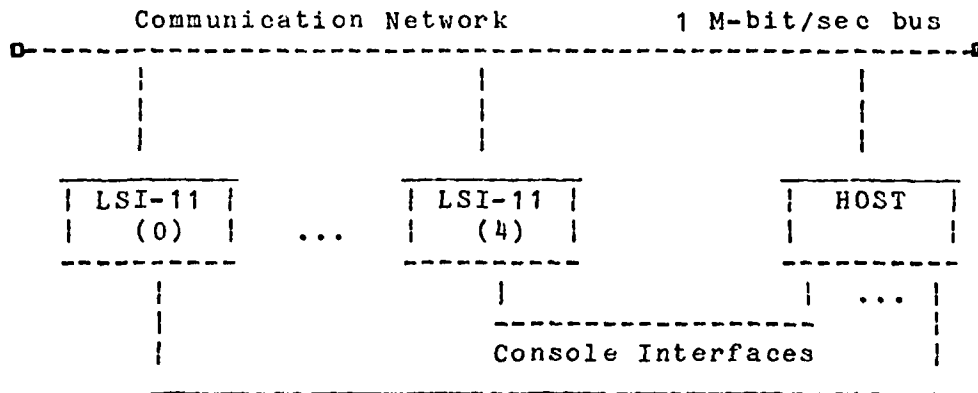 Communication Network 1 M-bit/sec bus
LSI-11 LSI-11 HOST
(0) ... (4)
...
Console Interfaces